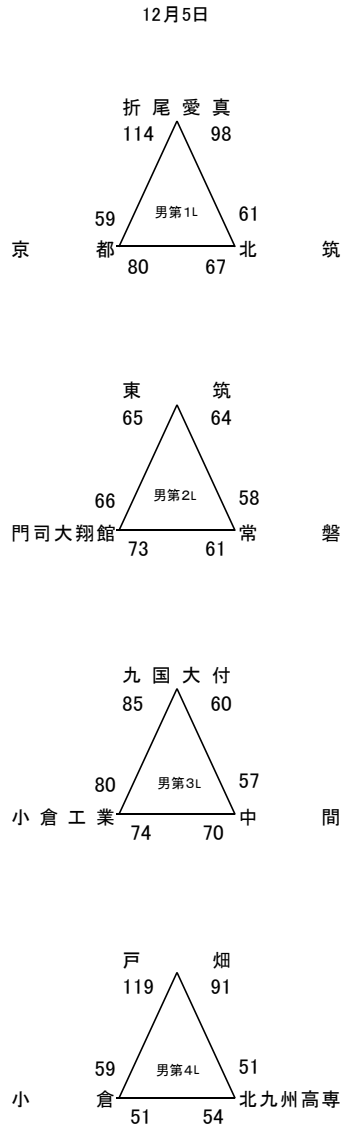 12月5日
折尾愛真
114 98
男第1L
59 61
京都 北筑
80 67
東筑
65 64
男第2L
66 58
門司大翔館 常磐
73 61
九国大付
85 60
男第3L
80 57
小倉工業 中間
74 70
戸畑
119 91
男第4L
59 51
小倉 北九州高専
51 54